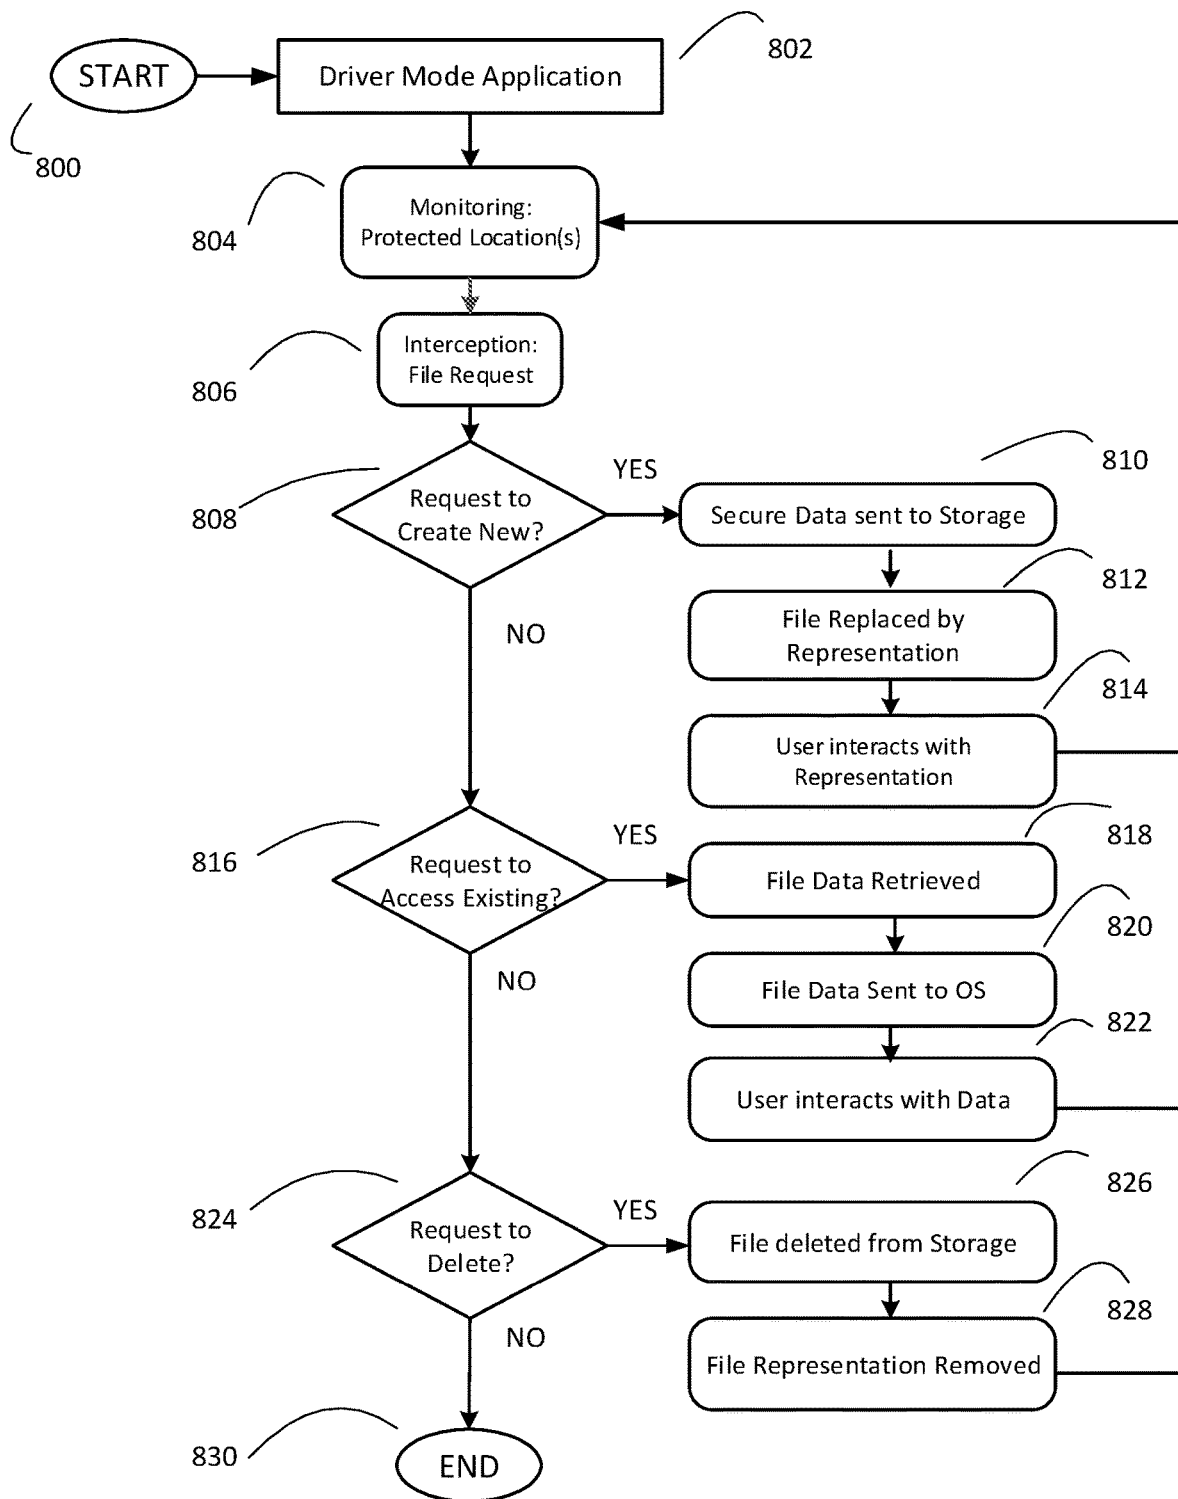 START
Driver Mode Application
802
800
Monitoring:
Protected Location(s)
804
Interception:
File Request
806
Request to
Create New?
808
YES
Secure Data sent to Storage
810
NO
File Replaced by
Representation
812
User interacts with
Representation
814
Request to
Access Existing?
816
YES
File Data Retrieved
818
NO
File Data Sent to OS
820
User interacts with Data
822
Request to
Delete?
824
YES
File deleted from Storage
826
NO
File Representation Removed
828
END
830